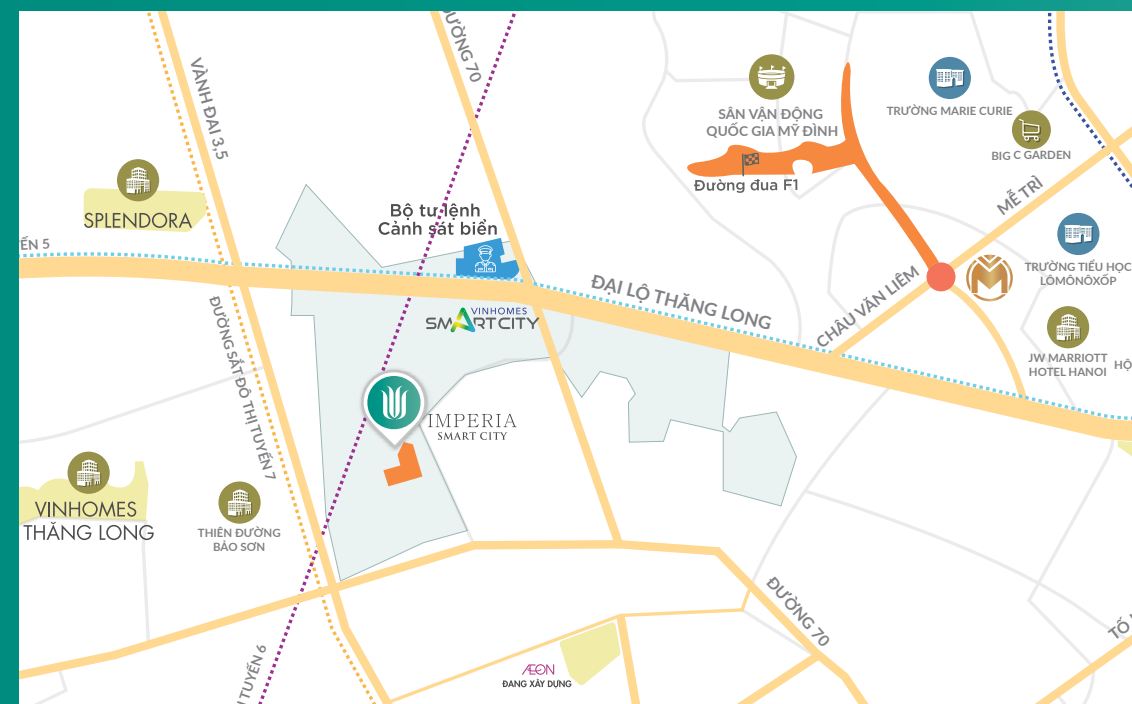 VÀNH ĐAI 3,5
ĐƯỜNG 70
SÂN VẬN ĐỘNG
QUỐC GIA MỸ ĐÌNH
TRƯỜNG MARIE CURIE
BIG C GARDEN
Đường đua F1
MỄ TRÌ
SPLENDORA
Bộ tư lệnh
Cảnh sát biển
ẾN 5
ĐẠI LỘ THĂNG LONG
CHÂU VĂN LIÊM
TRƯỜNG TIỂU HỌC
LÔMÔNÔXỐP
VINHOMES
SMARTCITY
JW MARRIOTT
HOTEL HANOI
HỘ
ĐƯỜNG SẮT ĐÔ THỊ TUYẾN 7
IMPERIA
SMART CITY
VINHOMES
THĂNG LONG
THIÊN ĐƯỜNG
BẢO SƠN
ĐƯỜNG 70
TỐ
TUYẾN 6
ÆON
ĐANG XÂY DỰNG